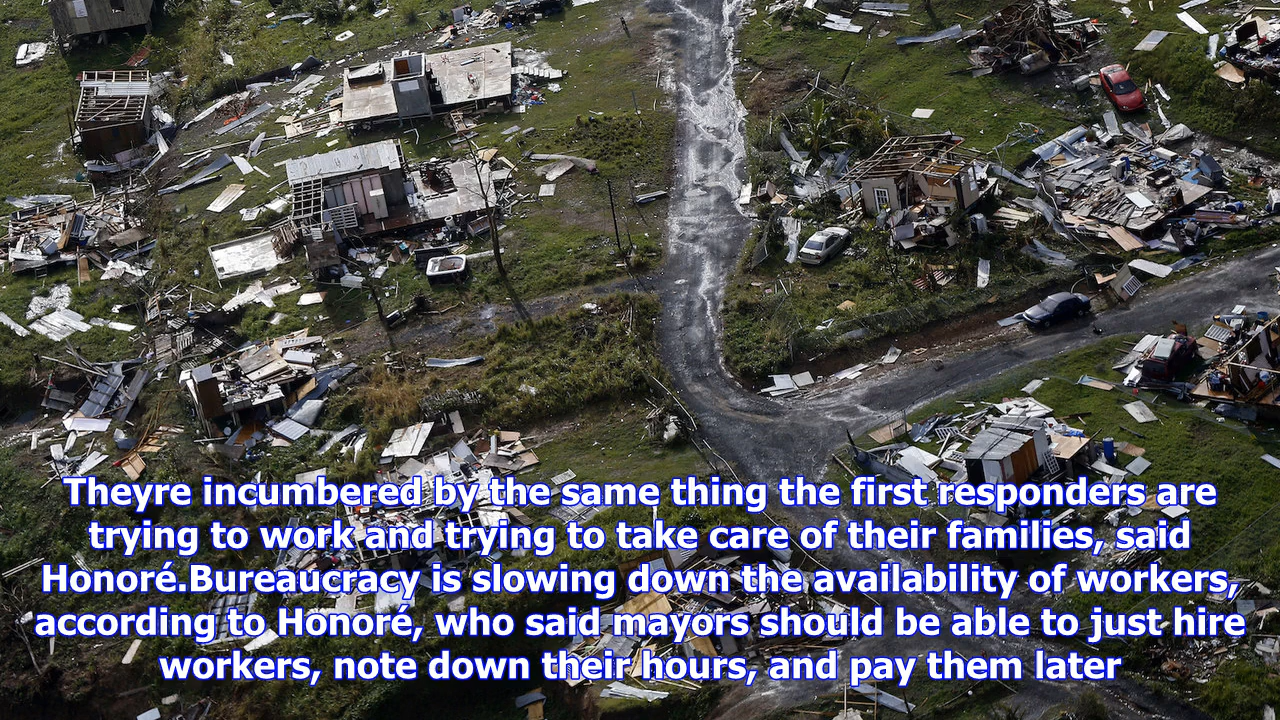 Theyre incumbered by the same thing the first responders are
trying to work and trying to take care of their families, said
Honoré.Bureaucracy is slowing down the availability of workers,
according to Honoré, who said mayors should be able to just hire
workers, note down their hours, and pay them later